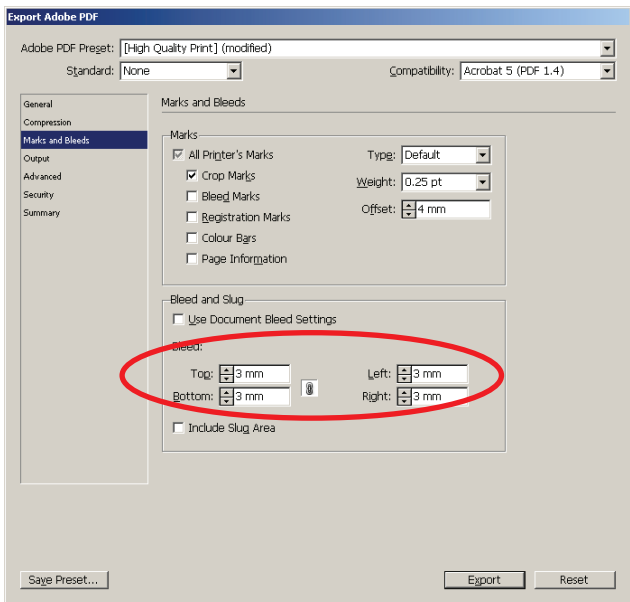 Export Adobe PDF
Adobe PDF Preset: [High Quality Print] (modified)
Standard: None Compatibility: Acrobat 5 (PDF 1.4)
General
Compression
Marks and Bleeds
Output
Advanced
Security
Summary
Marks and Bleeds
Marks
All Printer's Marks
Crop Marks
Bleed Marks
Registration Marks
Colour Bars
Page Information
Type: Default
Weight: 0.25 pt
Offset: 4 mm
Bleed and Slug
Use Document Bleed Settings
Bleed:
Top: 3 mm Left: 3 mm
Bottom: 3 mm Right: 3 mm
Include Slug Area
Save Preset... Export Reset